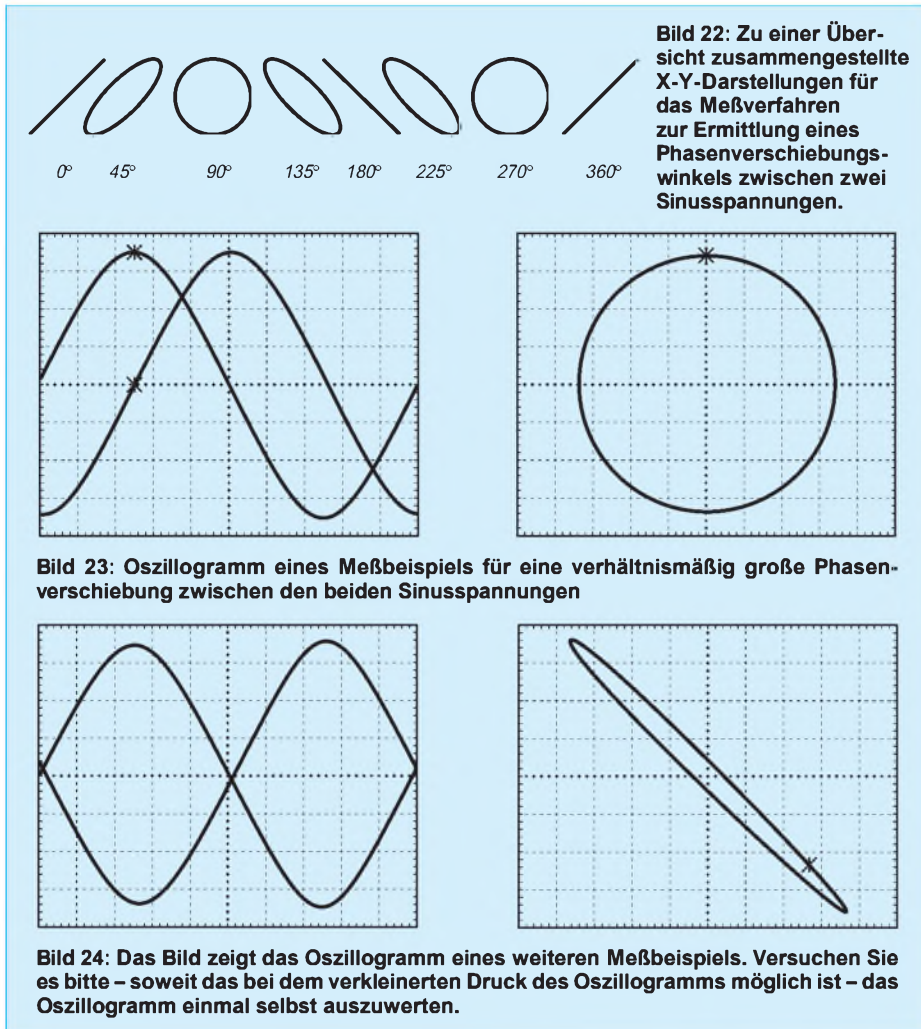 Bild 22: Zu einer Über-
sicht zusammengestellte
X-Y-Darstellungen für
das Meßverfahren
zur Ermittlung eines
Phasenverschiebungs-
winkels zwischen zwei
Sinusspannungen.
0° 45° 90° 135° 180° 225° 270° 360°
Bild 23: Oszillogramm eines Meßbeispiels für eine verhältnismäßig große Phasen-
verschiebung zwischen den beiden Sinusspannungen
Bild 24: Das Bild zeigt das Oszillogramm eines weiteren Meßbeispiels. Versuchen Sie
es bitte – soweit das bei dem verkleinerten Druck des Oszillogramms möglich ist – das
Oszillogramm einmal selbst auszuwerten.